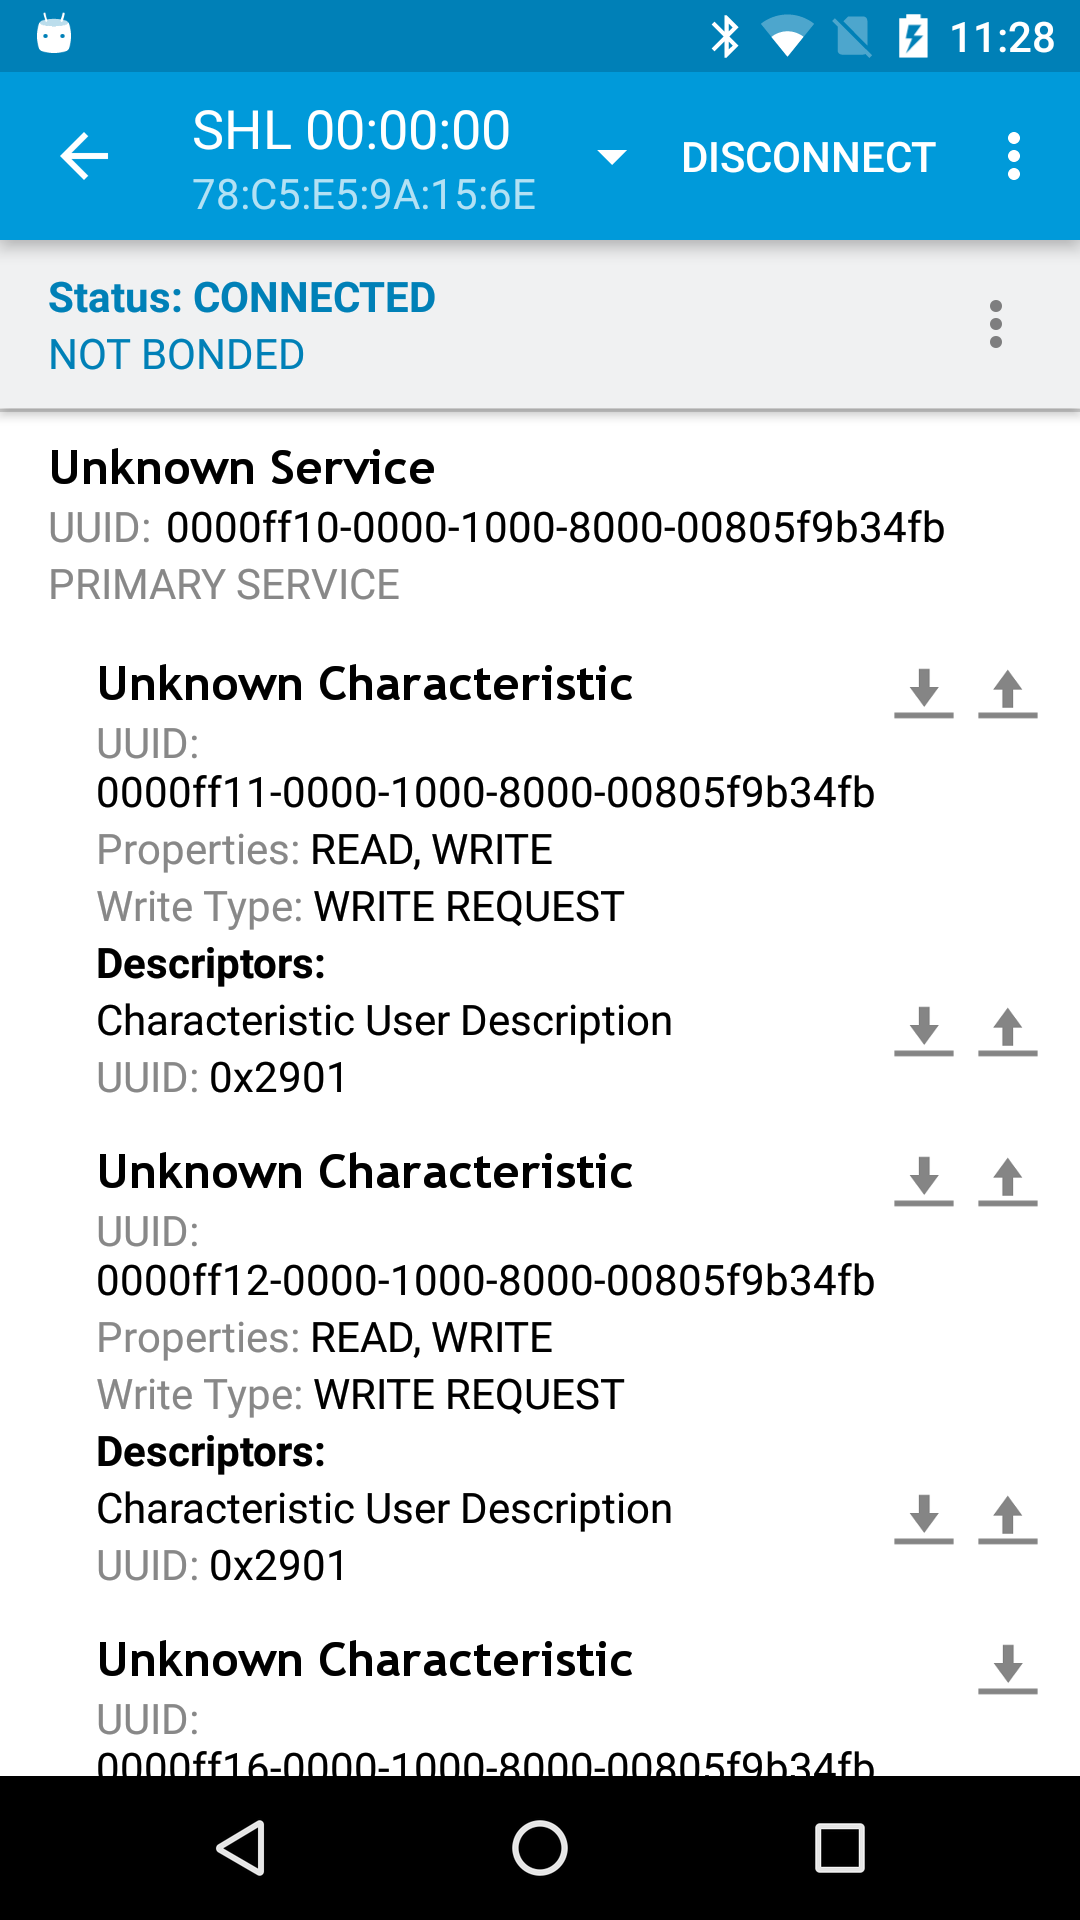 11:28
SHL 00:00:00
78:C5:E5:9A:15:6E
DISCONNECT
Status: CONNECTED
NOT BONDED
Unknown Service
UUID: 0000ff10-0000-1000-8000-00805f9b34fb
PRIMARY SERVICE
Unknown Characteristic
UUID:
0000ff11-0000-1000-8000-00805f9b34fb
Properties: READ, WRITE
Write Type: WRITE REQUEST
Descriptors:
Characteristic User Description
UUID: 0x2901
Unknown Characteristic
UUID:
0000ff12-0000-1000-8000-00805f9b34fb
Properties: READ, WRITE
Write Type: WRITE REQUEST
Descriptors:
Characteristic User Description
UUID: 0x2901
Unknown Characteristic
UUID:
0000ff16-0000-1000-8000-00805f9b34fb